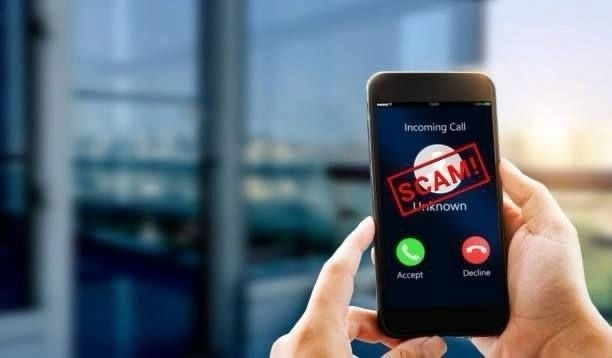 Incoming Call
SCAM!
Unknown
Accept
Decline